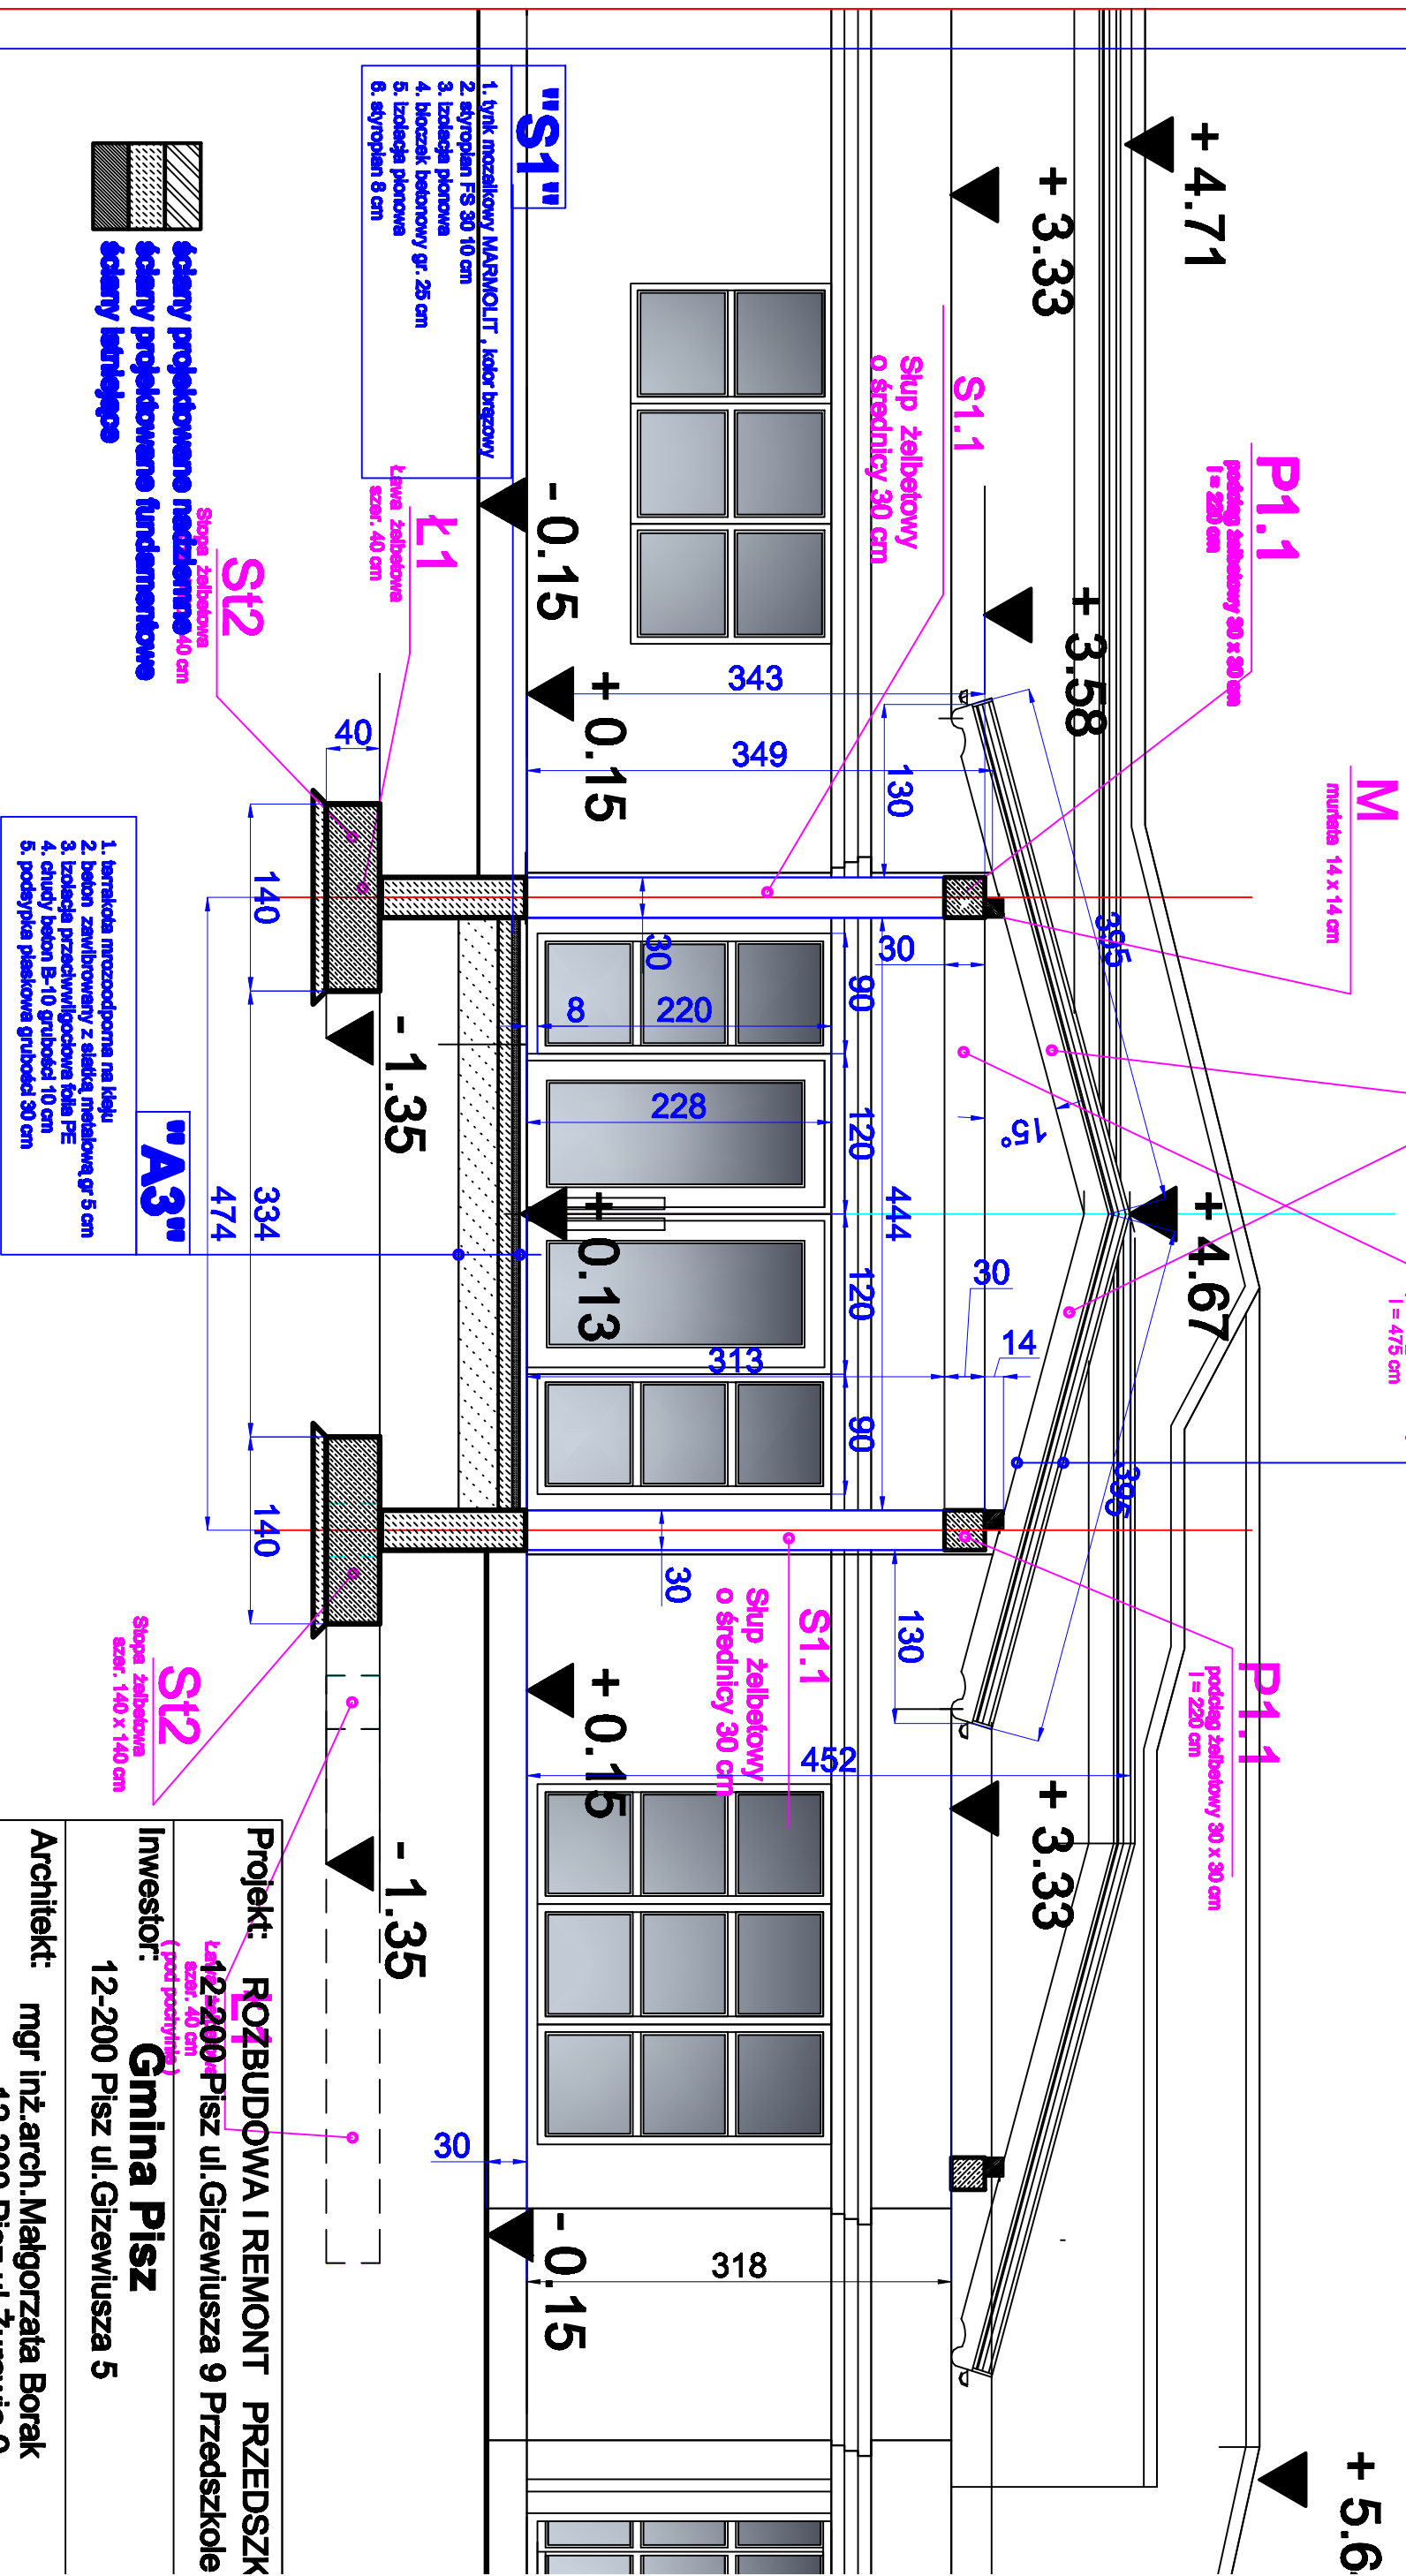 + 4.71
+ 3.33
+ 3.58
+ 4.67
+ 3.33
P1.1
podciąg żelbetowy 30 x 30 cm
l = 220 cm
M
murłata 14 x 14 cm
l = 475 cm
P1.1
podciąg żelbetowy 30 x 30 cm
l = 220 cm
S1.1
Słup żelbetowy
o średnicy 30 cm
S1.1
Słup żelbetowy
o średnicy 30 cm
"S1"
1. tynk mozaikowy MARMOLIT , kolor brązowy
2. styropian FS 30 10 cm
3. izolacja pionowa
4. bloczek betonowy gr. 25 cm
5. izolacja pionowa
6. styropian 8 cm
- 0.15
+ 0.15
+ 0.13
+ 0.15
- 0.15
- 1.35
- 1.35
343
349
130
30
30
395
15°
90
120
120
90
444
8
220
228
313
30
14
395
30
130
452
318
30
40
140
334
140
474
Ł1
Ława żelbetowa
szer. 40 cm
St2
Stopa żelbetowa
40 cm
ściany projektowane nadziemne
ściany projektowane fundamentowe
ściany istniejące
1. terrakota mrozoodporna na kleju
2. beton zawibrowany z siatką metalową gr 5 cm
3. izolacja przeciwwilgociowa folia PE
4. chudy beton B-10 grubości 10 cm
5. podsypka piaskowa grubości 30 cm
"A3"
St2
Stopa żelbetowa
szer. 140 x 140 cm
Ł1
szer. 40 cm
( pod pochylnię )
Projekt: ROZBUDOWA I REMONT PRZEDSZK
12-200 Pisz ul.Gizewiusza 9 Przedszkole
Inwestor: Gmina Pisz
12-200 Pisz ul.Gizewiusza 5
Architekt: mgr inż.arch.Małgorzata Borak
+ 5.6